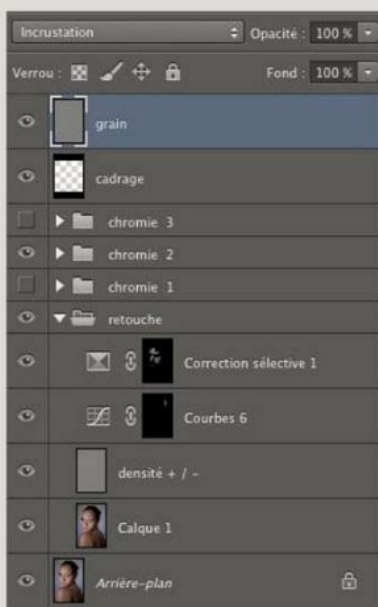 Incrustation Opacité : 100 %
Verrou : Fond : 100 %
grain
cadrage
chromie 3
chromie 2
chromie 1
retouche
Correction sélective 1
Courbes 6
densité + / -
Calque 1
Arrière-plan